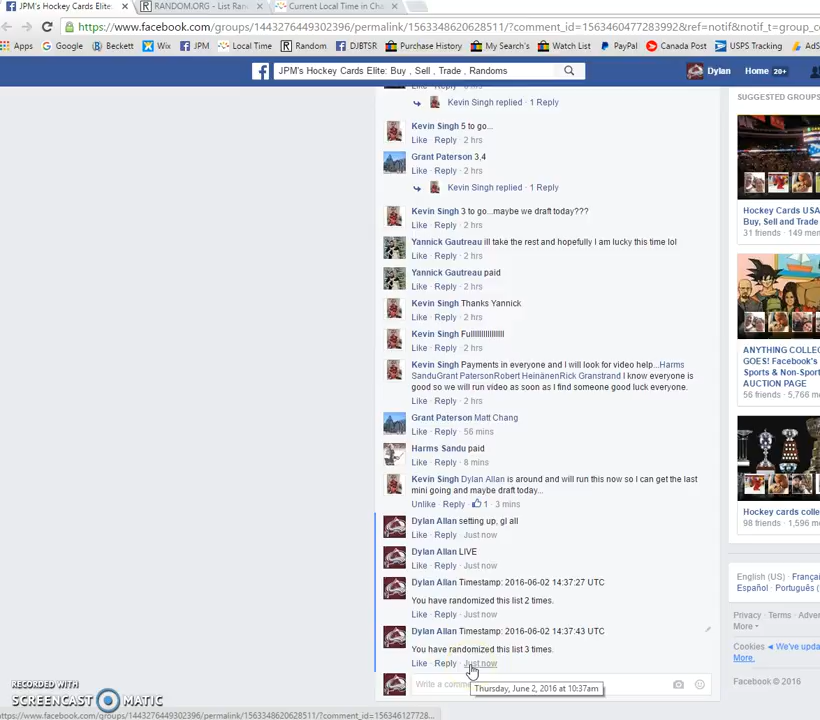 JPM's Hockey Cards Elite:
RANDOM.ORG - List Ran
Current Local Time in Ch
https://www.facebook.com/groups/1443276449302396/permalink/1563348620628511/?comment_id=1563460477283992&ref=notif&notif_t=group_c
Apps Google Beckett Wix JPM Local Time Random DJBTSR Purchase History My Search's Watch List PayPal Canada Post USPS Tracking AdS
JPM's Hockey Cards Elite: Buy , Sell , Trade , Randoms
Dylan Home 20+
Kevin Singh replied · 1 Reply
Kevin Singh 5 to go...
Like · Reply · 2 hrs
Grant Paterson 3,4
Like · Reply · 2 hrs
Kevin Singh replied · 1 Reply
Kevin Singh 3 to go...maybe we draft today???
Like · Reply · 2 hrs
Yannick Gautreau ill take the rest and hopefully I am lucky this time lol
Like · Reply · 2 hrs
Yannick Gautreau paid
Like · Reply · 2 hrs
Kevin Singh Thanks Yannick
Like · Reply · 2 hrs
Kevin Singh Fulllllllllllllllll
Like · Reply · 2 hrs
Kevin Singh Payments in everyone and I will look for video help...Harms
SanduGrant PatersonRobert HeinänenRick Granstrand I know everyone is
good so we will run video as soon as I find someone good luck everyone.
Like · Reply · 2 hrs
Grant Paterson Matt Chang
Like · Reply · 56 mins
Harms Sandu paid
Like · Reply · 8 mins
Kevin Singh Dylan Allan is around and will run this now so I can get the last
mini going and maybe draft today...
Unlike · Reply · 1 · 3 mins
Dylan Allan setting up, gl all
Like · Reply · Just now
Dylan Allan LIVE
Like · Reply · Just now
Dylan Allan Timestamp: 2016-06-02 14:37:27 UTC
You have randomized this list 2 times.
Like · Reply · Just now
Dylan Allan Timestamp: 2016-06-02 14:37:43 UTC
You have randomized this list 3 times.
Like · Reply · Just now
Write a comme
Thursday, June 2, 2016 at 10:37am
SUGGESTED GROUPS
Hockey Cards USA
Buy, Sell and Trade
31 friends · 149 mem
ANYTHING COLLEC
GOES! Facebook's
Sports & Non-Sport
AUCTION PAGE
56 friends · 5,766 m
Hockey cards colle
98 friends · 1,596 m
English (US) · Françai
Español · Português (
Privacy · Terms · Adver
More
Cookies We've upda
More.
Facebook © 2016
RECORDED WITH
SCREENCAST MATIC
https://www.facebook.com/groups/1443276449302396/permalink/1563348620628511/?comment_id=156346127728...